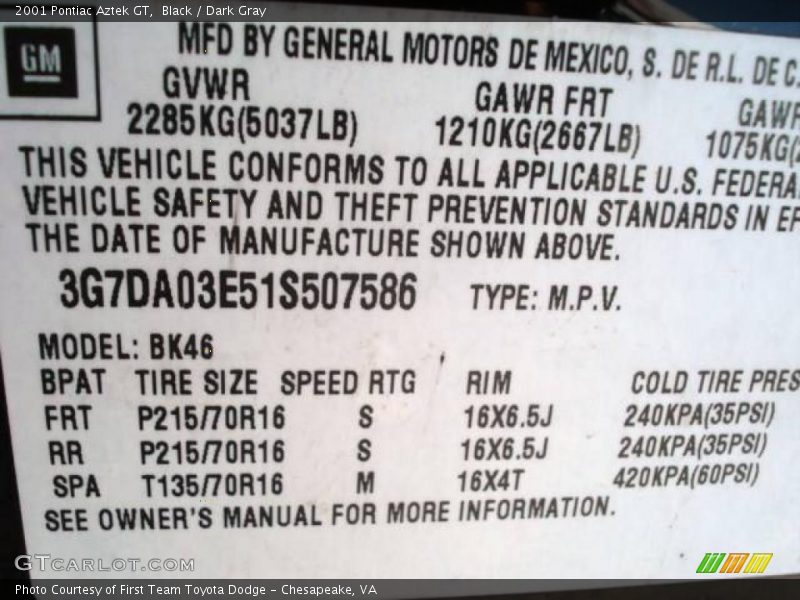 2001 Pontiac Aztek GT, Black / Dark Gray
GM
MFD BY GENERAL MOTORS DE MEXICO, S. DE R.L. DE C.
GVWR GAWR FRT GAWR
2285KG(5037LB) 1210KG(2667LB) 1075KG(
THIS VEHICLE CONFORMS TO ALL APPLICABLE U.S. FEDERA
VEHICLE SAFETY AND THEFT PREVENTION STANDARDS IN EF
THE DATE OF MANUFACTURE SHOWN ABOVE.
3G7DA03E51S507586 TYPE: M.P.V.
MODEL: BK46
BPAT TIRE SIZE SPEED RTG RIM COLD TIRE PRES
FRT P215/70R16 S 16X6.5J 240KPA(35PSI)
RR P215/70R16 S 16X6.5J 240KPA(35PSI)
SPA T135/70R16 M 16X4T 420KPA(60PSI)
SEE OWNER'S MANUAL FOR MORE INFORMATION.
GTCARLOT.COM
Photo Courtesy of First Team Toyota Dodge - Chesapeake, VA